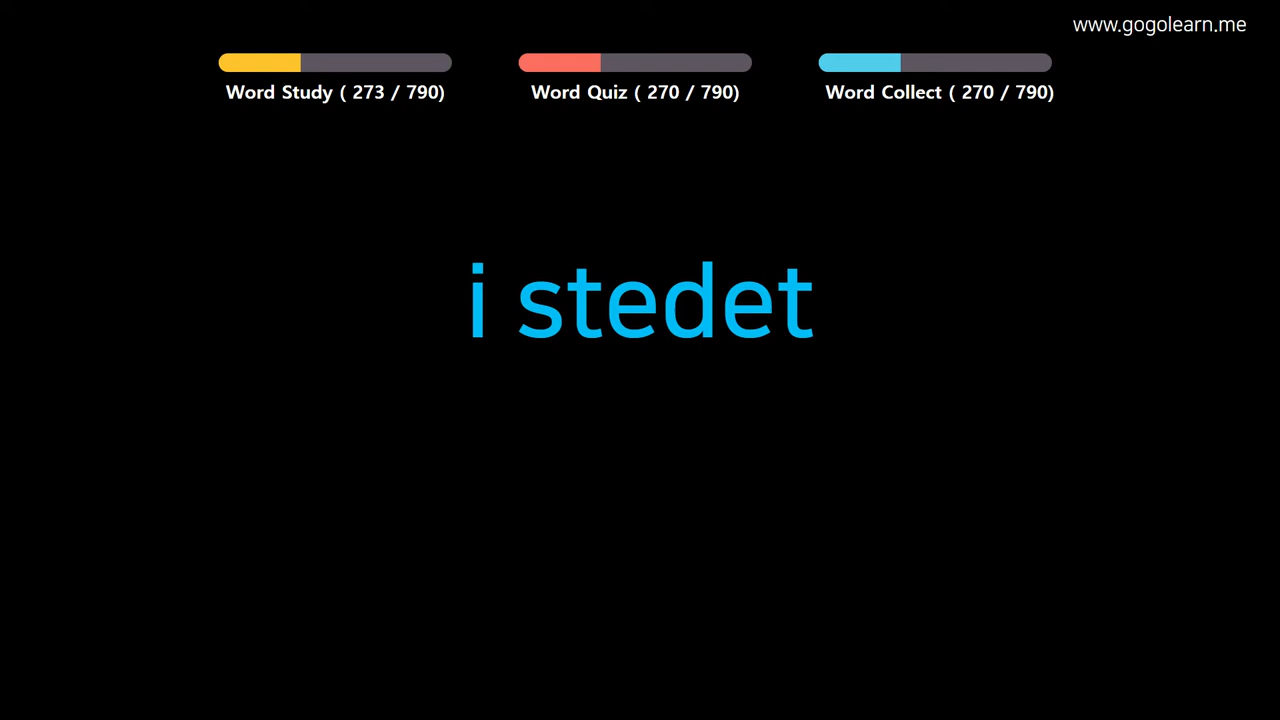 www.gogolearn.me
Word Study ( 273 / 790)
Word Quiz ( 270 / 790)
Word Collect ( 270 / 790)
i stedet